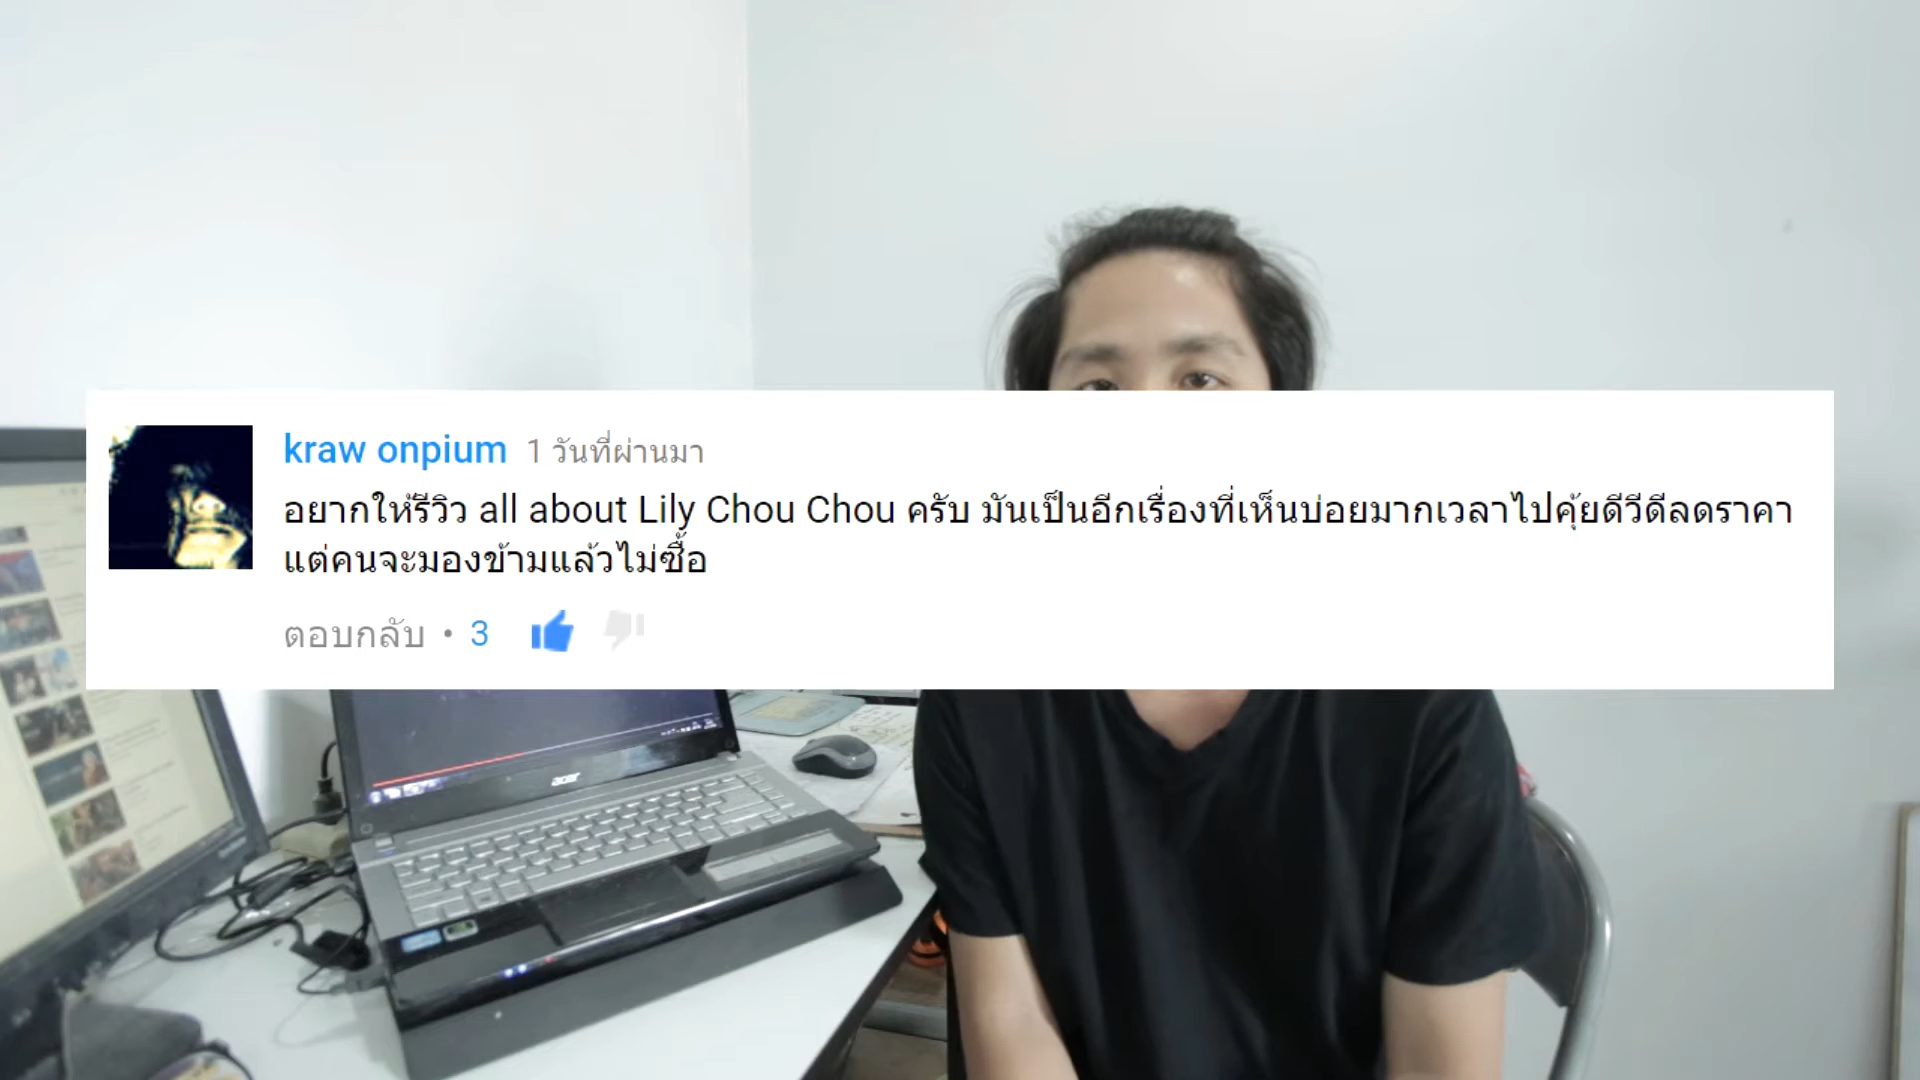 kraw onpium 1 วันที่ผ่านมา
อยากให้รีวิว all about Lily Chou Chou ครับ มันเป็นอีกเรื่องที่เห็นบ่อยมากเวลาไปคุ้ยดีวีดีลดราคา
แต่คนจะมองข้ามแล้วไม่ซื้อ
ตอบกลับ • 3
acer